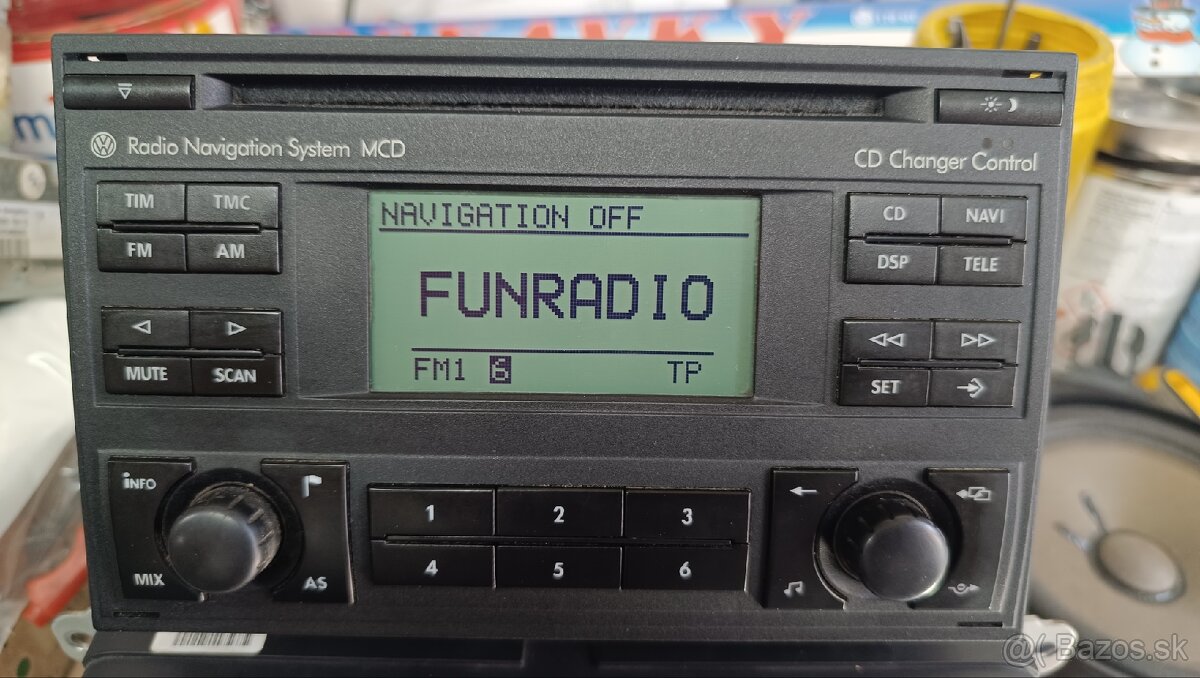 Radio Navigation System MCD
CD Changer Control
TIM TMC
FM AM
MUTE SCAN
NAVIGATION OFF
FUNRADIO
FM1 6 TP
CD NAVI
DSP TELE
SET
INFO
MIX
AS
1 2 3
4 5 6
@( Bazos.sk